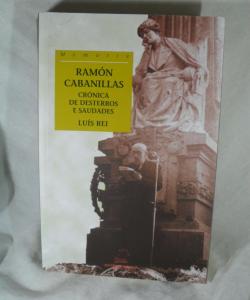 Memoria
RAMÓN
CABANILLAS
CRÓNICA
DE DESTERROS
E SAUDADES
LUÍS REI